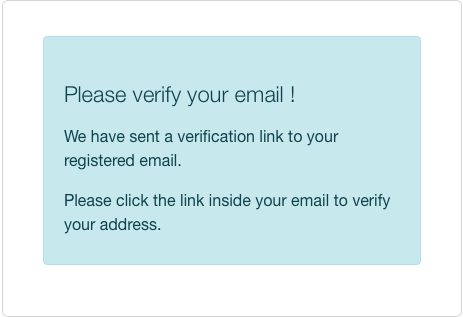 Please verify your email !
We have sent a verification link to your
registered email.
Please click the link inside your email to verify
your address.